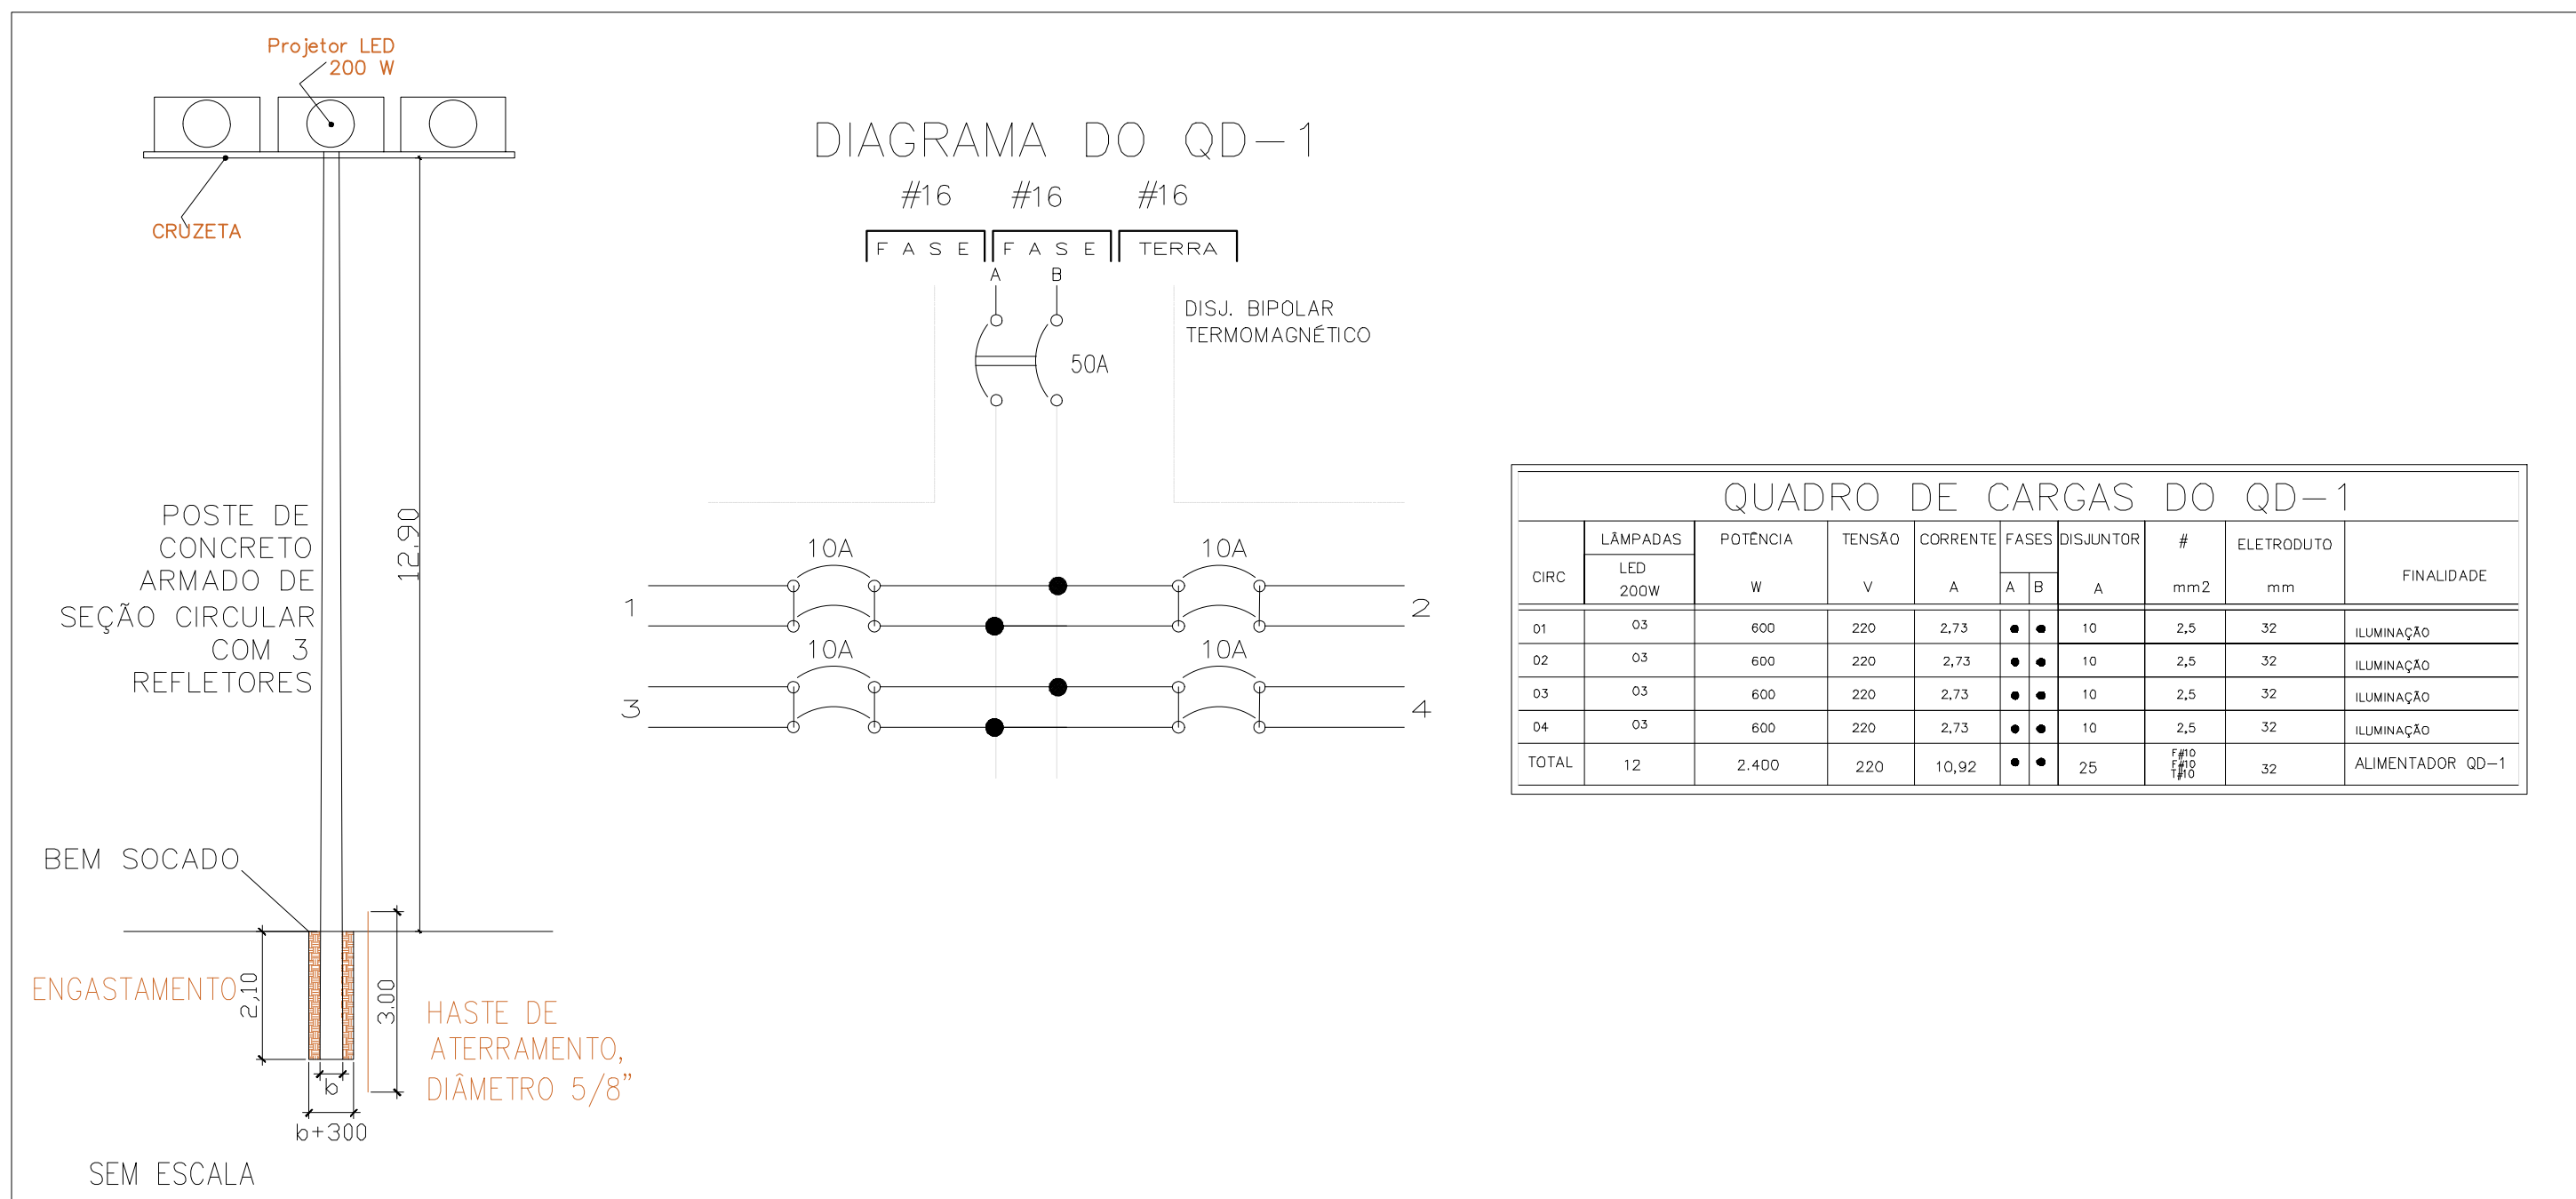 Projetor LED
200 W
CRUZETA
POSTE DE
CONCRETO
ARMADO DE
SEÇÃO CIRCULAR
COM 3
REFLETORES
12,90
BEM SOCADO
ENGASTAMENTO
2,10
3,00
HASTE DE
ATERRAMENTO,
DIÂMETRO 5/8"
b
b+300
SEM ESCALA
DIAGRAMA DO QD-1
#16 #16 #16
FASE FASE TERRA
A B
DISJ. BIPOLAR
TERMOMAGNÉTICO
50A
10A 10A
1 2
10A 10A
3 4
QUADRO DE CARGAS DO QD-1
CIRC LÂMPADAS POTÊNCIA TENSÃO CORRENTE FASES DISJUNTOR # ELETRODUTO FINALIDADE
LED
200W W V A A B A mm2 mm
01 03 600 220 2,73 ● ● 10 2,5 32 ILUMINAÇÃO
02 03 600 220 2,73 ● ● 10 2,5 32 ILUMINAÇÃO
03 03 600 220 2,73 ● ● 10 2,5 32 ILUMINAÇÃO
04 03 600 220 2,73 ● ● 10 2,5 32 ILUMINAÇÃO
TOTAL 12 2.400 220 10,92 ● ● 25 F#10 F#10 T#10 32 ALIMENTADOR QD-1